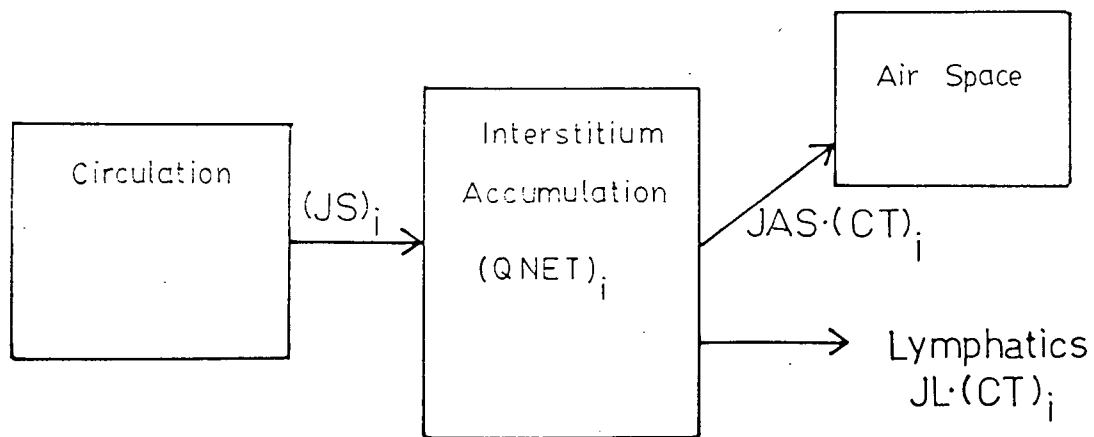 Circulation
(JS)i
Interstitium
Accumulation
(QNET)i
Air Space
JAS·(CT)i
Lymphatics
JL·(CT)i